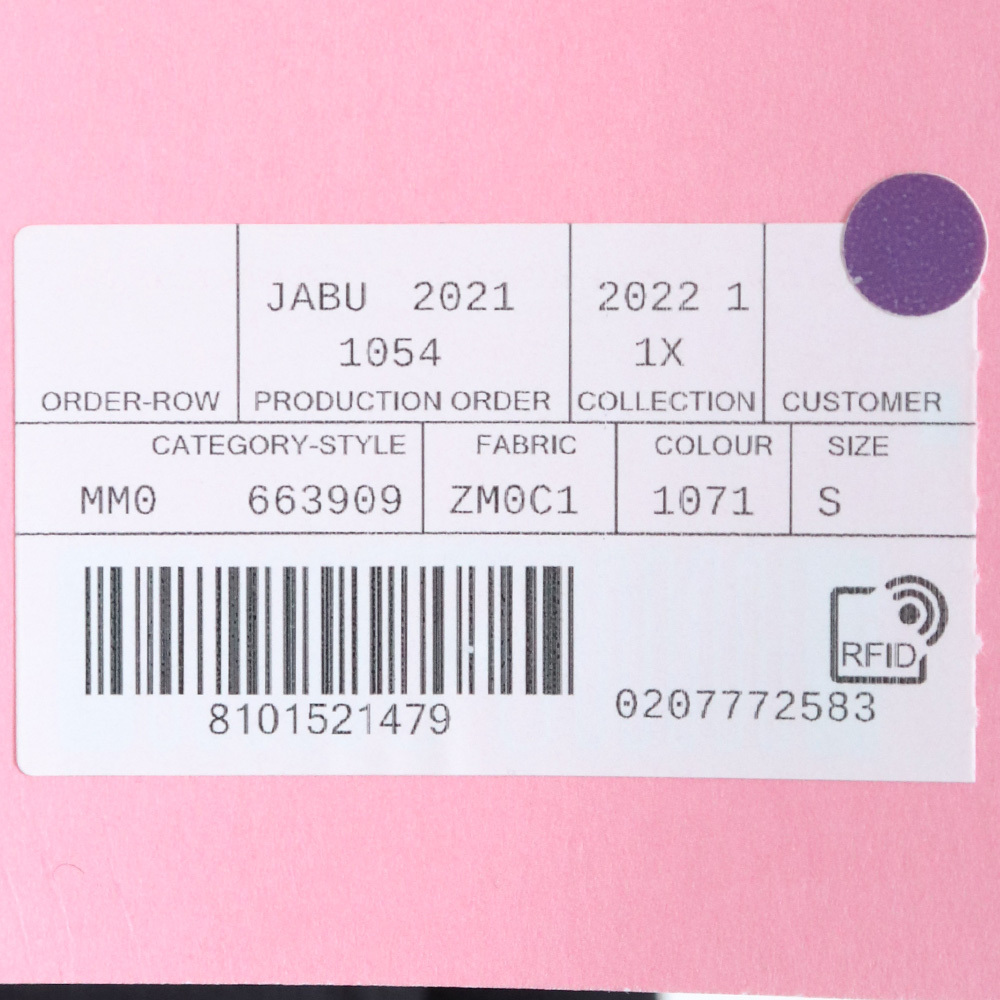 JABU 2021 2022 1
1054 1X
ORDER-ROW PRODUCTION ORDER COLLECTION CUSTOMER
CATEGORY-STYLE FABRIC COLOUR SIZE
MM0 663909 ZM0C1 1071 S
RFID
8101521479 0207772583